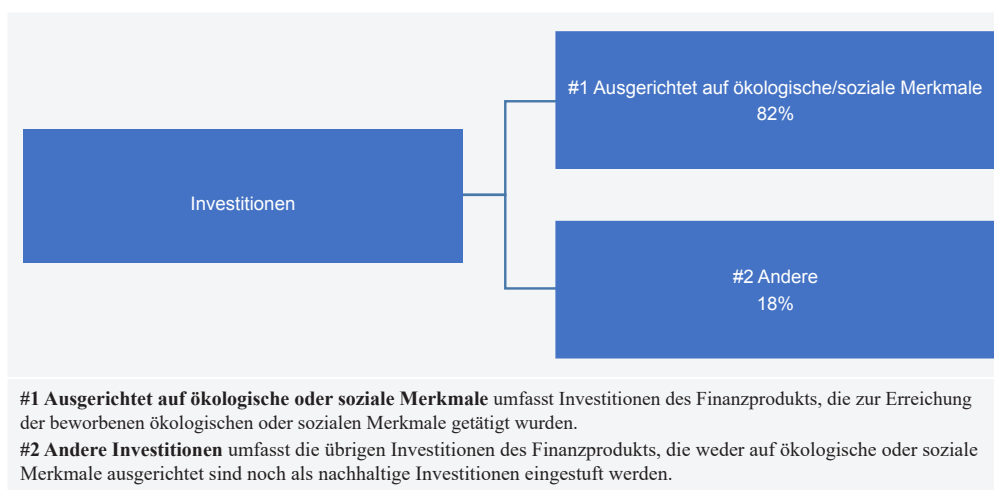 #1 Ausgerichtet auf ökologische/soziale Merkmale
82%
Investitionen
#2 Andere
18%
#1 Ausgerichtet auf ökologische oder soziale Merkmale umfasst Investitionen des Finanzprodukts, die zur Erreichung
der beworbenen ökologischen oder sozialen Merkmale getätigt wurden.
#2 Andere Investitionen umfasst die übrigen Investitionen des Finanzprodukts, die weder auf ökologische oder soziale
Merkmale ausgerichtet sind noch als nachhaltige Investitionen eingestuft werden.